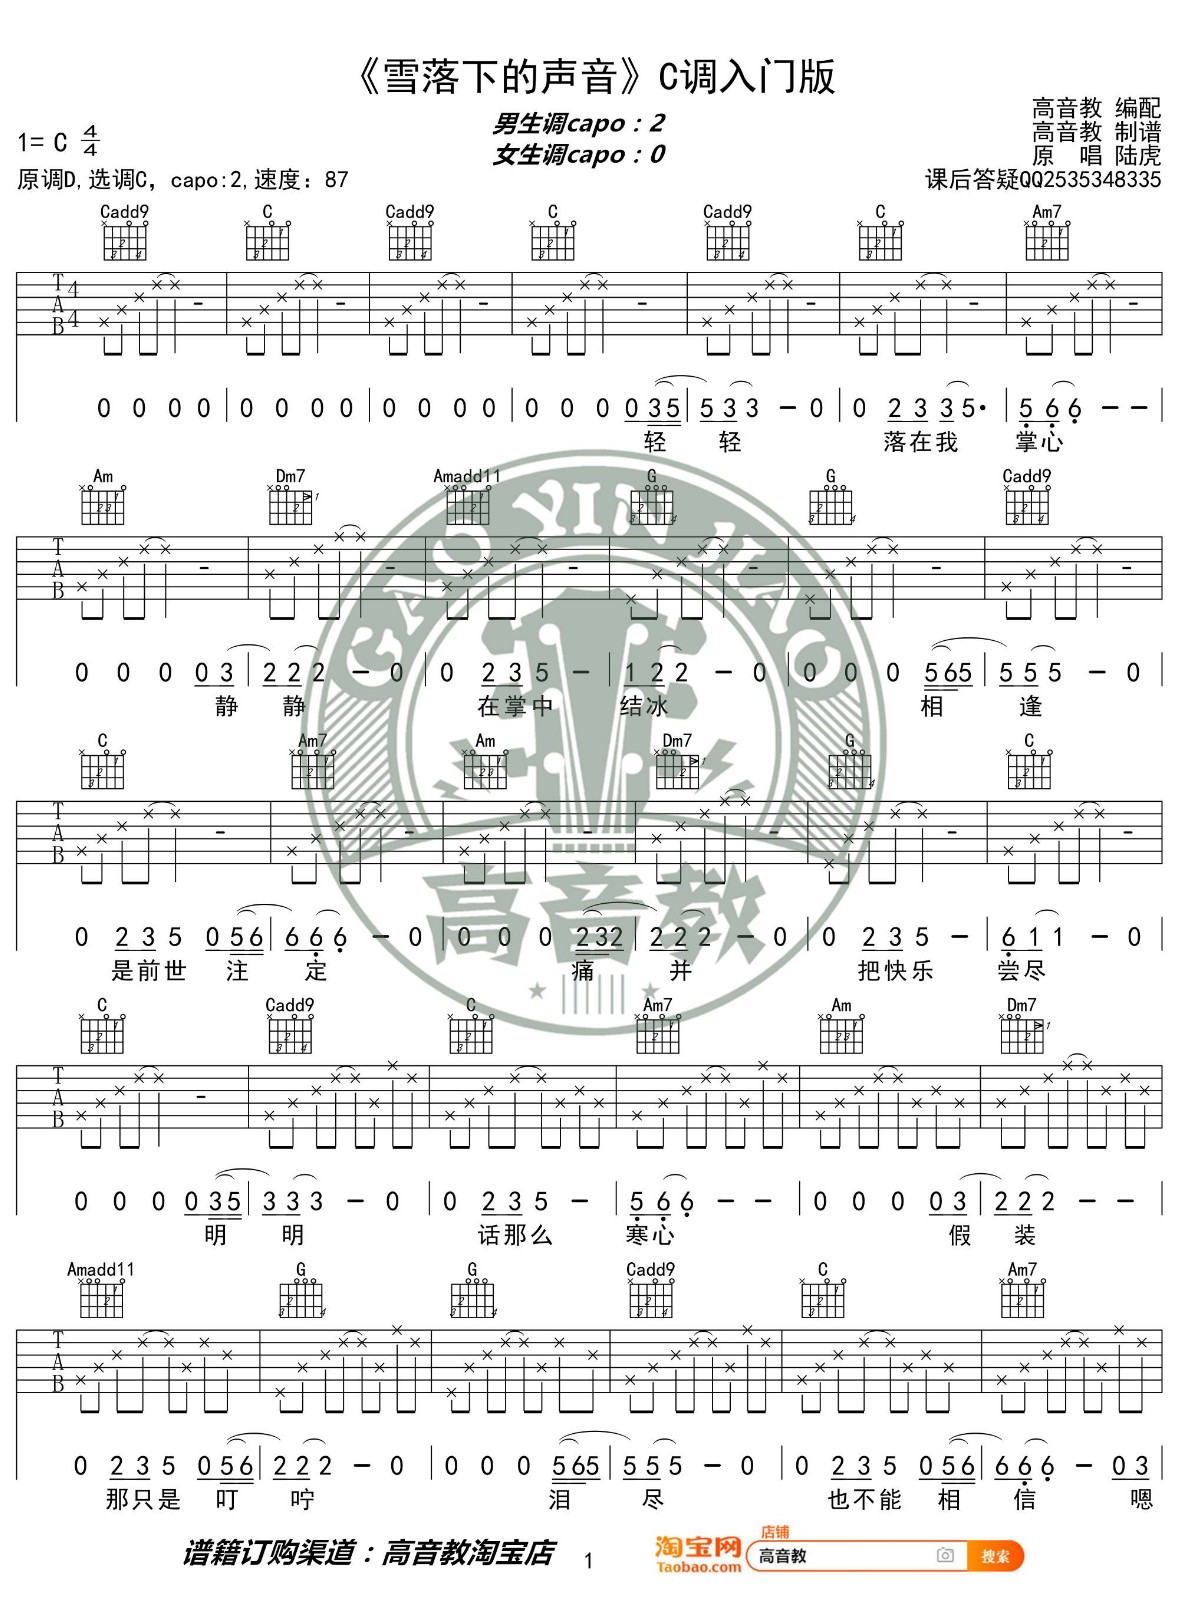 《雪落下的声音》C调入门版
男生调capo：2
女生调capo：0
高音教 编配
高音教 制谱
原 唱 陆虎
1= C 4/4
原调D,选调C，capo:2,速度：87
课后答疑QQ2535348335
Cadd9 C Cadd9 C Cadd9 C Am7
T A B 4/4
0 0 0 0 | 0 0 0 0 | 0 0 0 0 | 0 0 0 0 3 5 | 5 3 3 3 — 0 | 0 2 3 3 5· | 5 6 6 — —
轻 轻 落在我 掌心
Am Dm7 Amadd11 G G Cadd9
T A B
0 0 0 0 3 | 2 2 2 — 0 | 0 2 3 5 — | 1 2 2 — 0 | 0 0 0 5 6 5 | 5 5 5 — 0
静 静 在掌中 结冰 相 逢
C Am7 Am Dm7 G C
T A B
0 2 3 5 0 5 6 | 6 6 6 — 0 | 0 0 0 2 3 2 | 2 2 2 — 0 | 0 2 3 5 — | 6 1 1 — 0
是前世 注 定 痛 并 把快乐 尝尽
C Cadd9 C Am7 Am Dm7
T A B
0 0 0 0 3 5 | 3 3 3 — 0 | 0 2 3 5 — | 5 6 6 — | 0 0 0 0 3 | 2 2 2 — 0
明 明 话那么 寒心 假 装
Amadd11 G G Cadd9 C Am7
T A B
0 2 3 5 0 5 6 | 2 2 2 — 0 | 0 0 0 5 6 5 | 5 5 5 — 0 | 0 2 3 5 0 5 6 | 6 6 6 — 0 3
那只是 叮 咛 泪 尽 也不能 相 信 嗯
GAO YIN JIAO
高音教
谱籍订购渠道：高音教淘宝店
1
淘宝网
Taobao.com
店铺
高音教
搜索